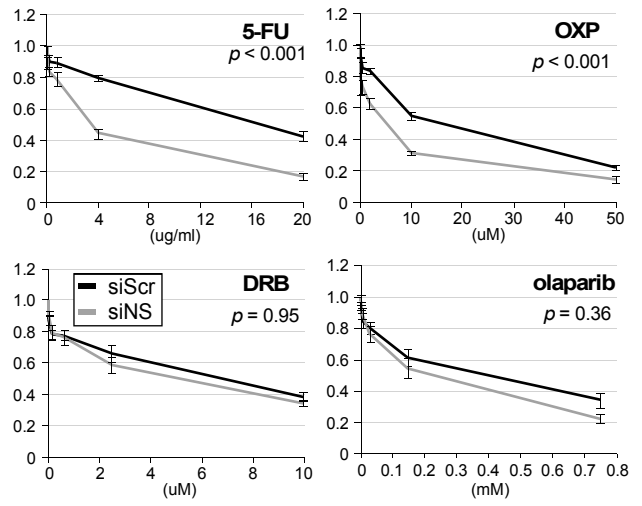 5-FU
p < 0.001
1.2
1.0
0.8
0.6
0.4
0.2
0
0 4 8 12 16 20
(ug/ml)
OXP
p < 0.001
1.2
1.0
0.8
0.6
0.4
0.2
0
0 10 20 30 40 50
(uM)
DRB
p = 0.95
siScr
siNS
1.2
1.0
0.8
0.6
0.4
0.2
0
0 2 4 6 8 10
(uM)
olaparib
p = 0.36
1.2
1.0
0.8
0.6
0.4
0.2
0
0 0.1 0.2 0.3 0.4 0.5 0.6 0.7 0.8
(mM)